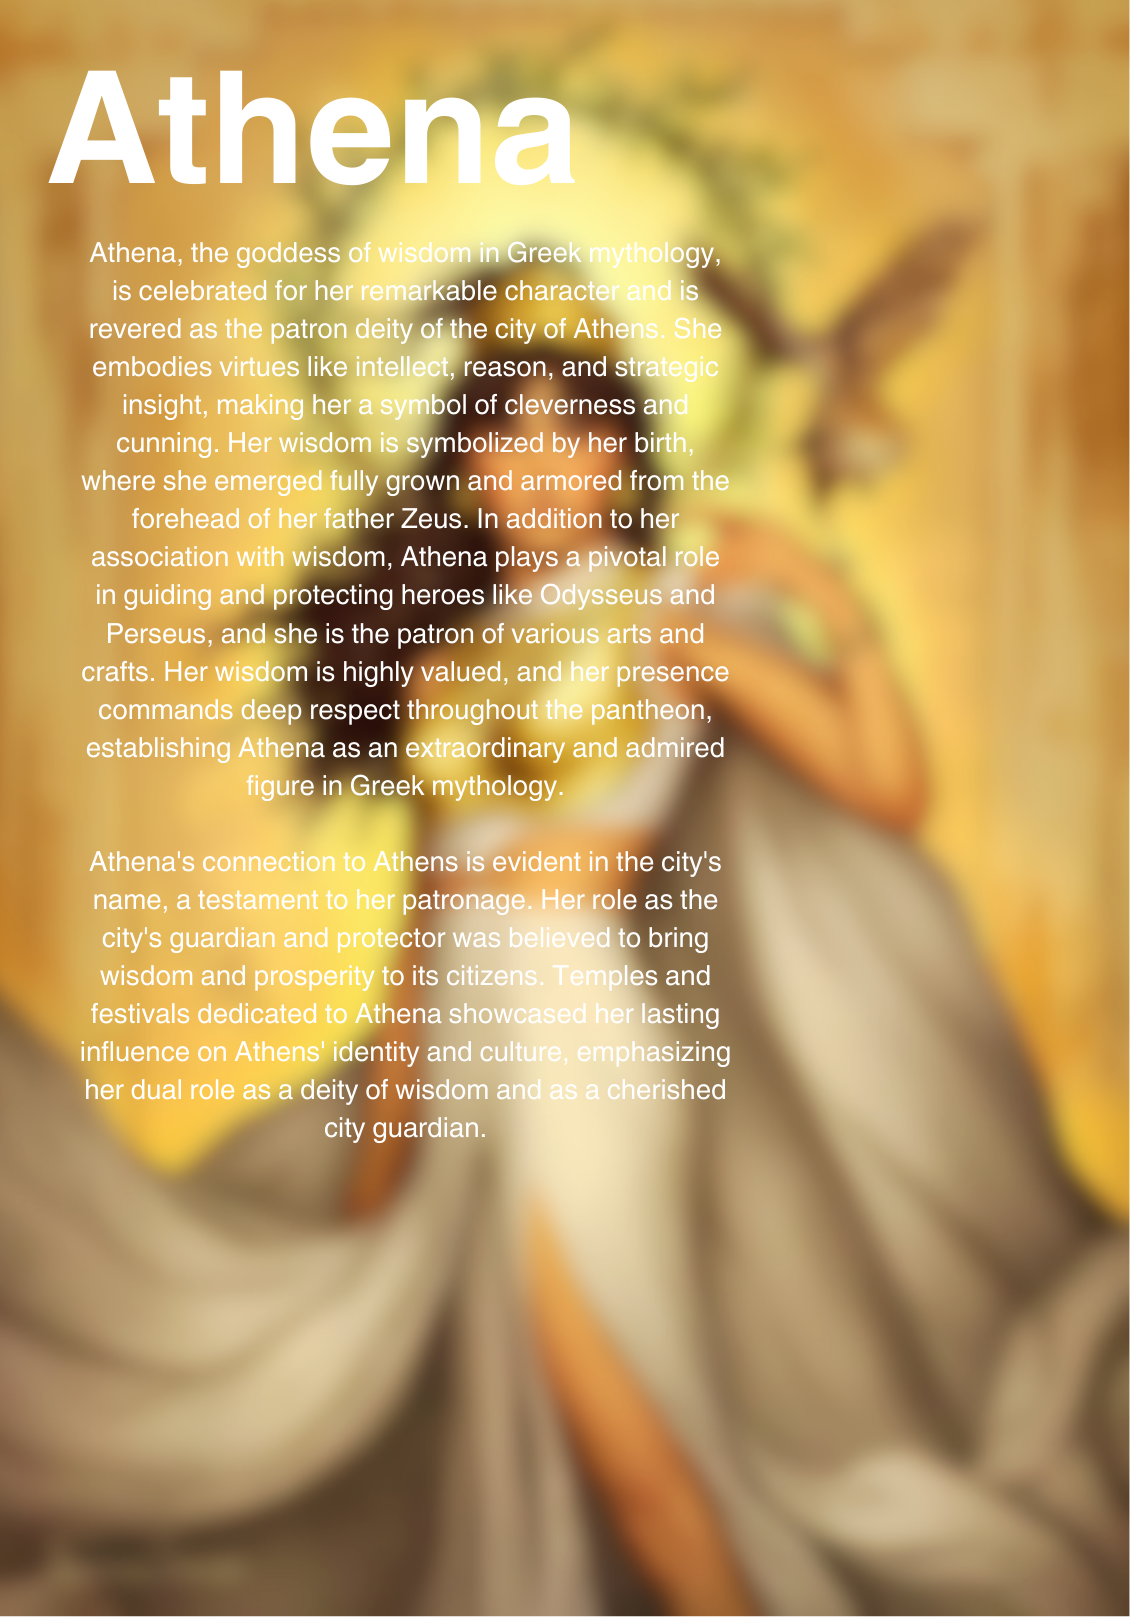 Athena
Athena, the goddess of wisdom in Greek mythology,
is celebrated for her remarkable character and is
revered as the patron deity of the city of Athens. She
embodies virtues like intellect, reason, and strategic
insight, making her a symbol of cleverness and
cunning. Her wisdom is symbolized by her birth,
where she emerged fully grown and armored from the
forehead of her father Zeus. In addition to her
association with wisdom, Athena plays a pivotal role
in guiding and protecting heroes like Odysseus and
Perseus, and she is the patron of various arts and
crafts. Her wisdom is highly valued, and her presence
commands deep respect throughout the pantheon,
establishing Athena as an extraordinary and admired
figure in Greek mythology.
Athena's connection to Athens is evident in the city's
name, a testament to her patronage. Her role as the
city's guardian and protector was believed to bring
wisdom and prosperity to its citizens. Temples and
festivals dedicated to Athena showcased her lasting
influence on Athens' identity and culture, emphasizing
her dual role as a deity of wisdom and as a cherished
city guardian.